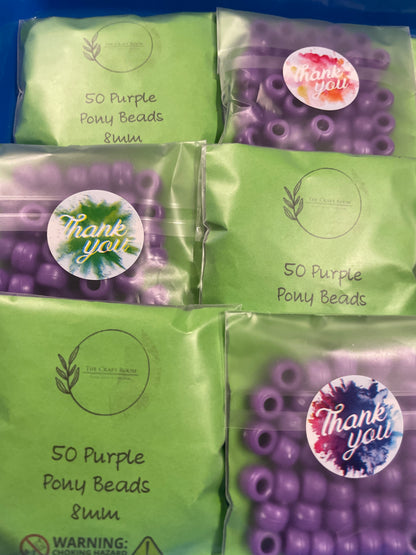 THE CRAFT ROOM
50 Purple
Pony Beads
8mm
Thank
you
Thank
you
THE CRAFT ROOM
50 Purple
Pony Beads
THE CRAFT ROOM
50 Purple
Pony Beads
8mm
WARNING:
CHOKING HAZARD
Thank
you